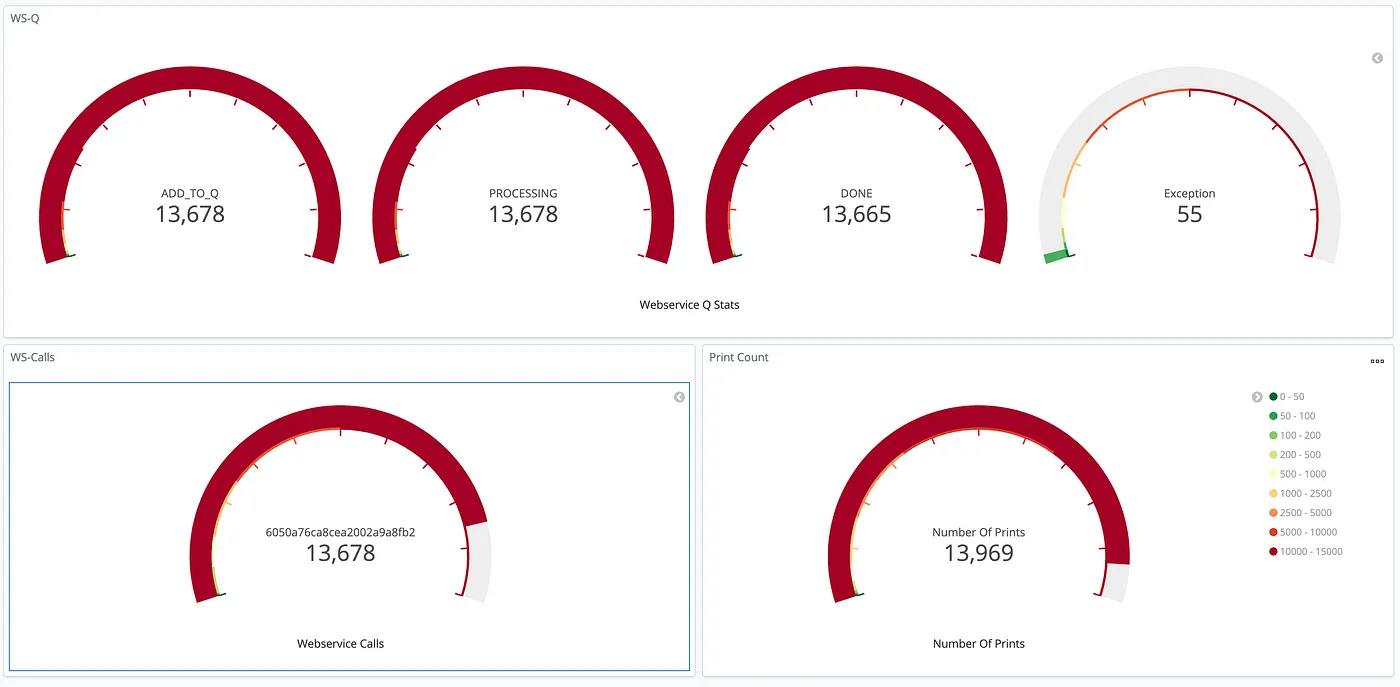 WS-Q
ADD_TO_Q
13,678
PROCESSING
13,678
DONE
13,665
Exception
55
Webservice Q Stats
WS-Calls
6050a76ca8cea2002a9a8fb2
13,678
Webservice Calls
Print Count
Number Of Prints
13,969
Number Of Prints
0 - 50
50 - 100
100 - 200
200 - 500
500 - 1000
1000 - 2500
2500 - 5000
5000 - 10000
10000 - 15000